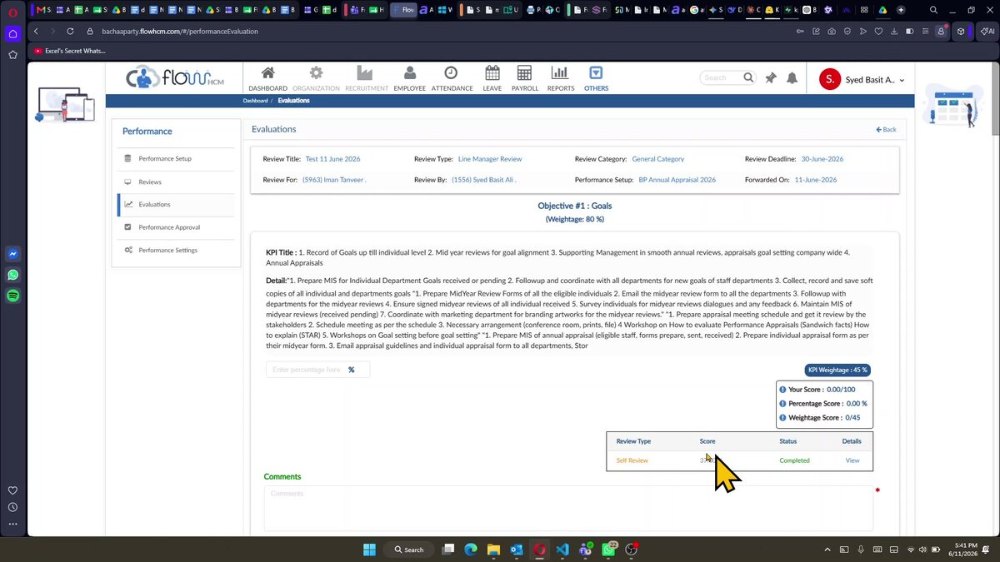 bachaaparty.flowhcm.com/#/performanceEvaluation
AI
Excel's Secret Whats...
flowHCM
DASHBOARD ORGANIZATION RECRUITMENT EMPLOYEE ATTENDANCE LEAVE PAYROLL REPORTS OTHERS
Search
S. Syed Basit A..
Dashboard / Evaluations
Performance
Performance Setup
Reviews
Evaluations
Performance Approval
Performance Settings
Evaluations
Back
Review Title: Test 11 June 2026 Review Type: Line Manager Review Review Category: General Category Review Deadline: 30-June-2026
Review For: (5963) Iman Tanveer . Review By: (1556) Syed Basit Ali . Performance Setup: BP Annual Appraisal 2026 Forwarded On: 11-June-2026
Objective #1 : Goals
(Weightage: 80 %)
KPI Title : 1. Record of Goals up till individual level 2. Mid year reviews for goal alignment 3. Supporting Management in smooth annual reviews, appraisals goal setting company wide 4.
Annual Appraisals
Detail:"1. Prepare MIS for Individual Department Goals received or pending 2. Followup and coordinate with all departments for new goals of staff departments 3. Collect, record and save soft
copies of all individual and departments goals "1. Prepare MidYear Review Forms of all the eligible individuals 2. Email the midyear review form to all the departments 3. Followup with
departments for the midyear reviews 4. Ensure signed midyear reviews of all individual received 5. Survey individuals for midyear reviews dialogues and any feedback 6. Maintain MIS of
midyear reviews (received pending) 7. Coordinate with marketing department for branding artworks for the midyear reviews." "1. Prepare appraisal meeting schedule and get it review by the
stakeholders 2. Schedule meeting as per the schedule 3. Necessary arrangement (conference room, prints, file) 4 Workshop on How to evaluate Performance Appraisals (Sandwich facts) How
to explain (STAR) 5. Workshops on Goal setting before goal setting" "1. Prepare MIS of annual appraisal (eligible staff, forms prepare, sent, received) 2. Prepare individual appraisal form as per
their midyear form. 3. Email appraisal guidelines and individual appraisal form to all departments, Stor
Enter percentage here %
KPI Weightage : 45 %
Your Score : 0.00/100
Percentage Score : 0.00 %
Weightage Score : 0/45
Review Type Score Status Details
Self Review Completed View
Comments
Comments
*
Search
22
5:41 PM
6/11/2026